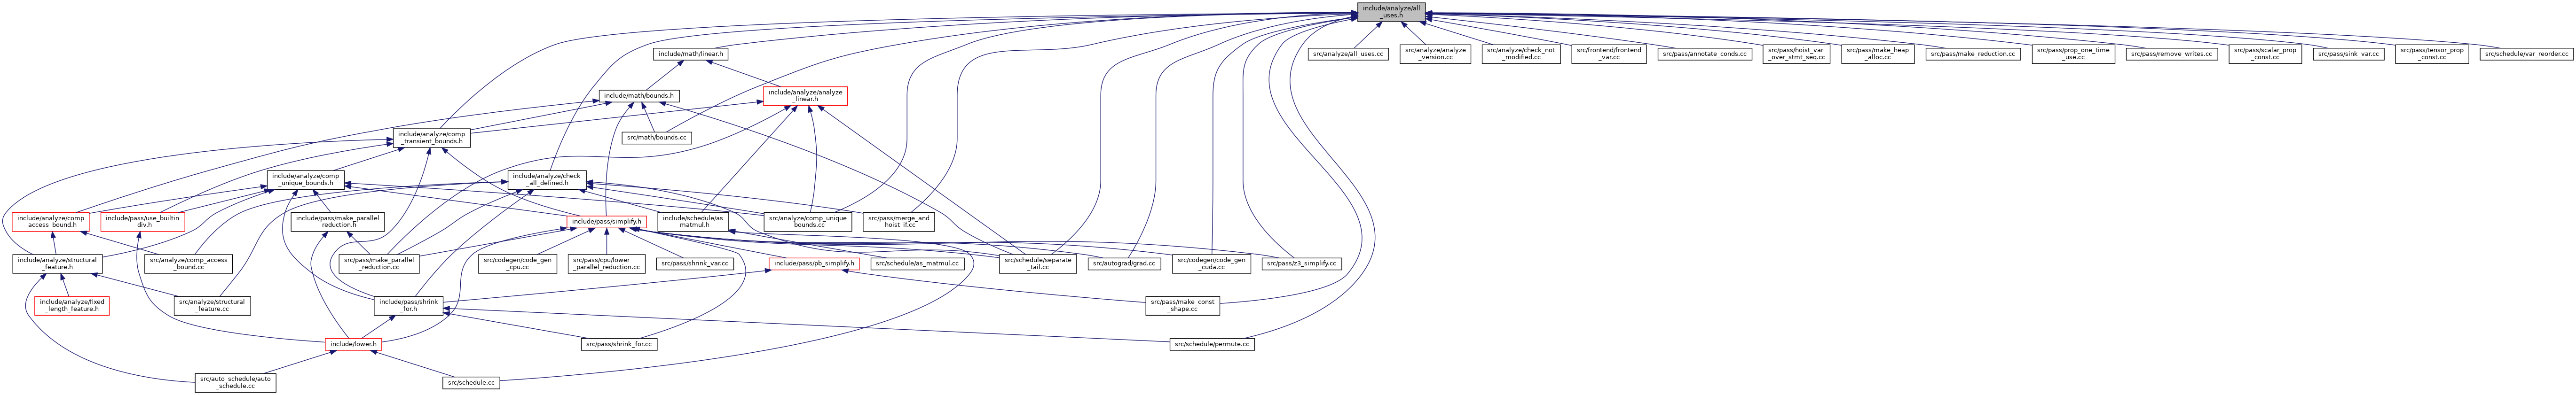 include/analyze/all
_uses.h
include/math/linear.h
src/analyze/all_uses.cc
src/analyze/analyze
_version.cc
src/analyze/check_not
_modified.cc
src/frontend/frontend
_var.cc
src/pass/annotate_conds.cc
src/pass/hoist_var
_over_stmt_seq.cc
src/pass/make_heap
_alloc.cc
src/pass/make_reduction.cc
src/pass/prop_one_time
_use.cc
src/pass/remove_writes.cc
src/pass/scalar_prop
_const.cc
src/pass/sink_var.cc
src/pass/tensor_prop
_const.cc
src/schedule/var_reorder.cc
include/math/bounds.h
include/analyze/analyze
_linear.h
include/analyze/comp
_transient_bounds.h
src/math/bounds.cc
include/analyze/comp
_unique_bounds.h
include/analyze/check
_all_defined.h
include/analyze/comp
_access_bound.h
include/pass/use_builtin
_div.h
include/pass/make_parallel
_reduction.h
include/pass/simplify.h
include/schedule/as
_matmul.h
src/analyze/comp_unique
_bounds.cc
src/pass/merge_and
_hoist_if.cc
include/analyze/structural
_feature.h
src/analyze/comp_access
_bound.cc
src/pass/make_parallel
_reduction.cc
src/codegen/code_gen
_cpu.cc
src/pass/cpu/lower
_parallel_reduction.cc
src/pass/shrink_var.cc
include/pass/pb_simplify.h
src/schedule/as_matmul.cc
src/schedule/separate
_tail.cc
src/autograd/grad.cc
src/codegen/code_gen
_cuda.cc
src/pass/z3_simplify.cc
include/analyze/fixed
_length_feature.h
src/analyze/structural
_feature.cc
include/pass/shrink
_for.h
src/pass/make_const
_shape.cc
include/lower.h
src/pass/shrink_for.cc
src/schedule/permute.cc
src/auto_schedule/auto
_schedule.cc
src/schedule.cc